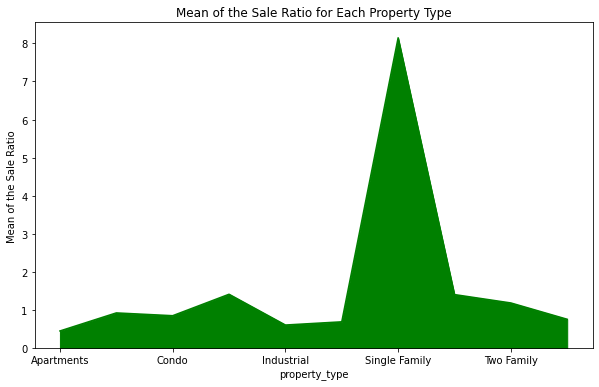 Mean of the Sale Ratio for Each Property Type
Mean of the Sale Ratio
8
7
6
5
4
3
2
1
0
Apartments Condo Industrial Single Family Two Family
property_type